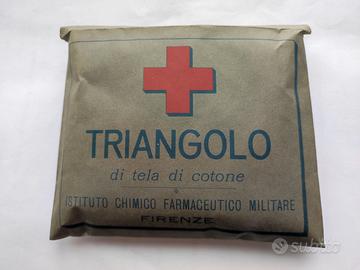 TRIANGOLO
di tela di cotone
ISTITUTO CHIMICO FARMACEUTICO MILITARE
FIRENZE
subito